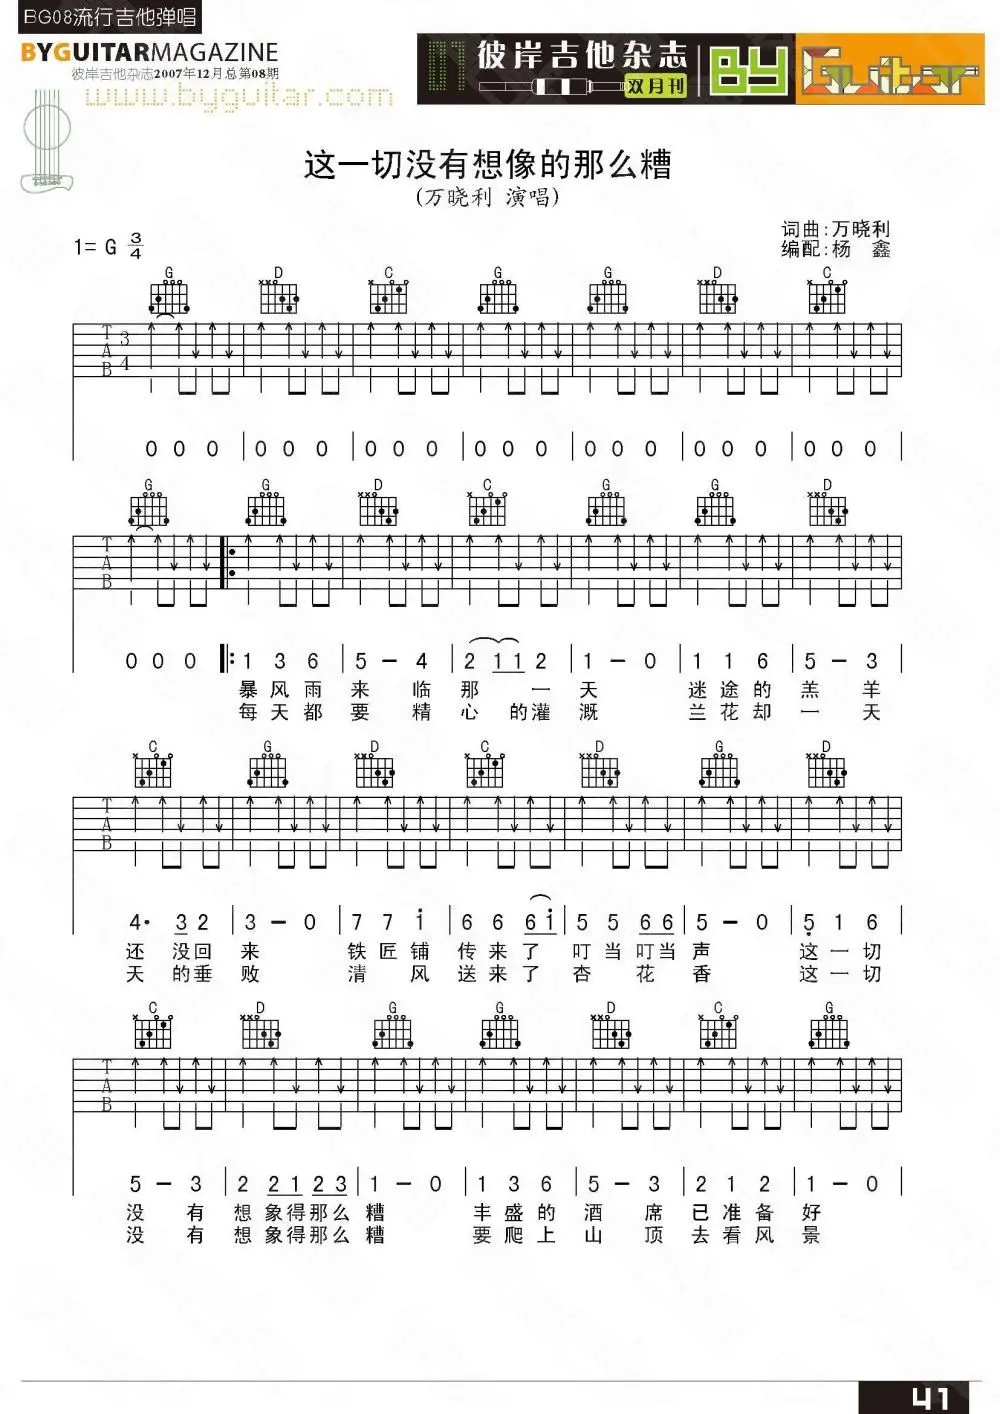 BG08流行吉他弹唱
BYGUITARMAGAZINE
彼岸吉他杂志2007年12月总第08期
www.byguitar.com
彼岸吉他杂志
双月刊
BY
Guitar
这一切没有想像的那么糟
(万晓利 演唱)
1= G 3/4
词曲:万晓利
编配:杨 鑫
G D C G G D C
T A B 3 4
0 0 0 | 0 0 0 | 0 0 0 | 0 0 0 | 0 0 0 | 0 0 0 | 0 0 0 |
G G D C G G D
T A B
0 0 0 |: 1 3 6 | 5 - 4 | 2 1 1 2 | 1 - 0 | 1 1 6 | 5 - 3 |
暴 风 雨 来 临 那 一 天 迷 途 的 羔 羊
每 天 都 要 精 心 的 灌 溉 兰 花 却 一 天
C G D C D G D
T A B
4· 3 2 | 3 - 0 | 7 7 i | 6 6 6 i | 5 5 6 6 | 5 - 0 | 5 1 6 |
还 没 回 来 铁 匠 铺 传 来 了 叮 当 叮 当 声 这 一 切
天 的 垂 败 清 风 送 来 了 杏 花 香 这 一 切
C D G G D C G
T A B
5 - 3 | 2 2 1 2 3 | 1 - 0 | 1 3 6 | 5 - 3 | 2 1 2 | 1 - 0 |
没 有 想 象 得 那 么 糟 丰 盛 的 酒 席 已 准 备 好
没 有 想 象 得 那 么 糟 要 爬 上 山 顶 去 看 风 景
41